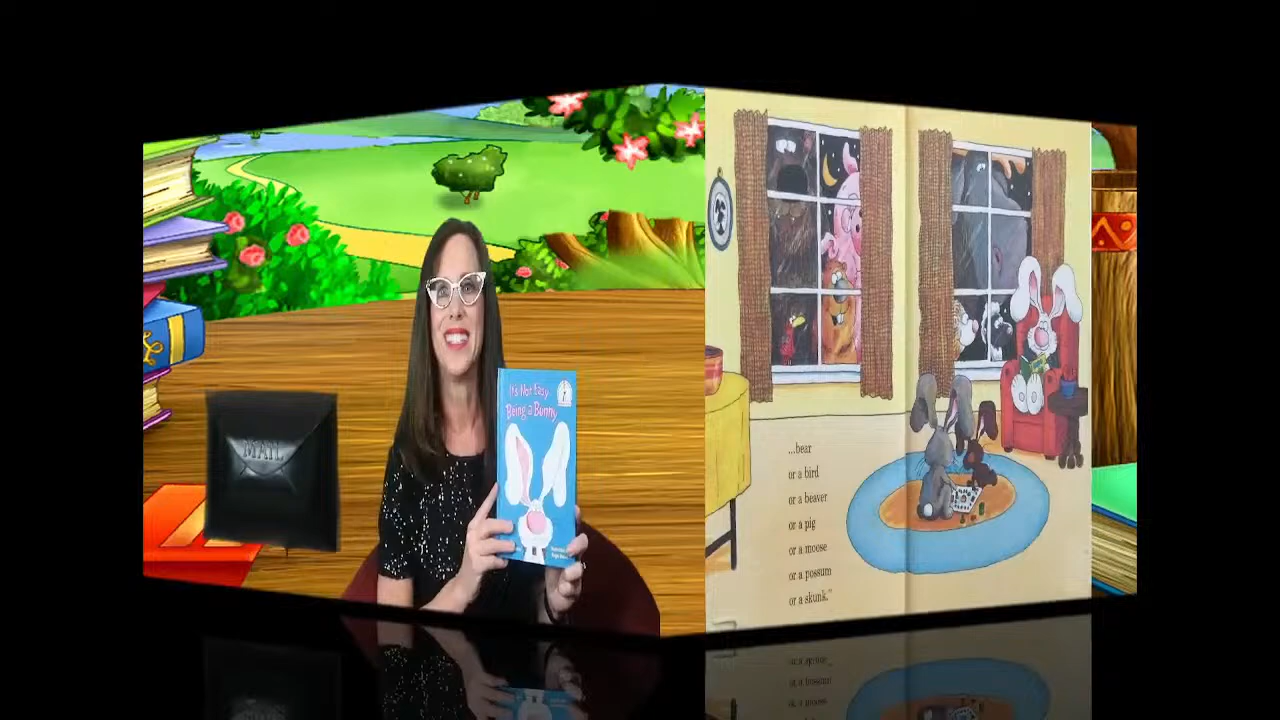 MAIL
It's Not Easy
Being a Bunny
...bear
or a bird
or a beaver
or a pig
or a moose
or a possum
or a skunk."